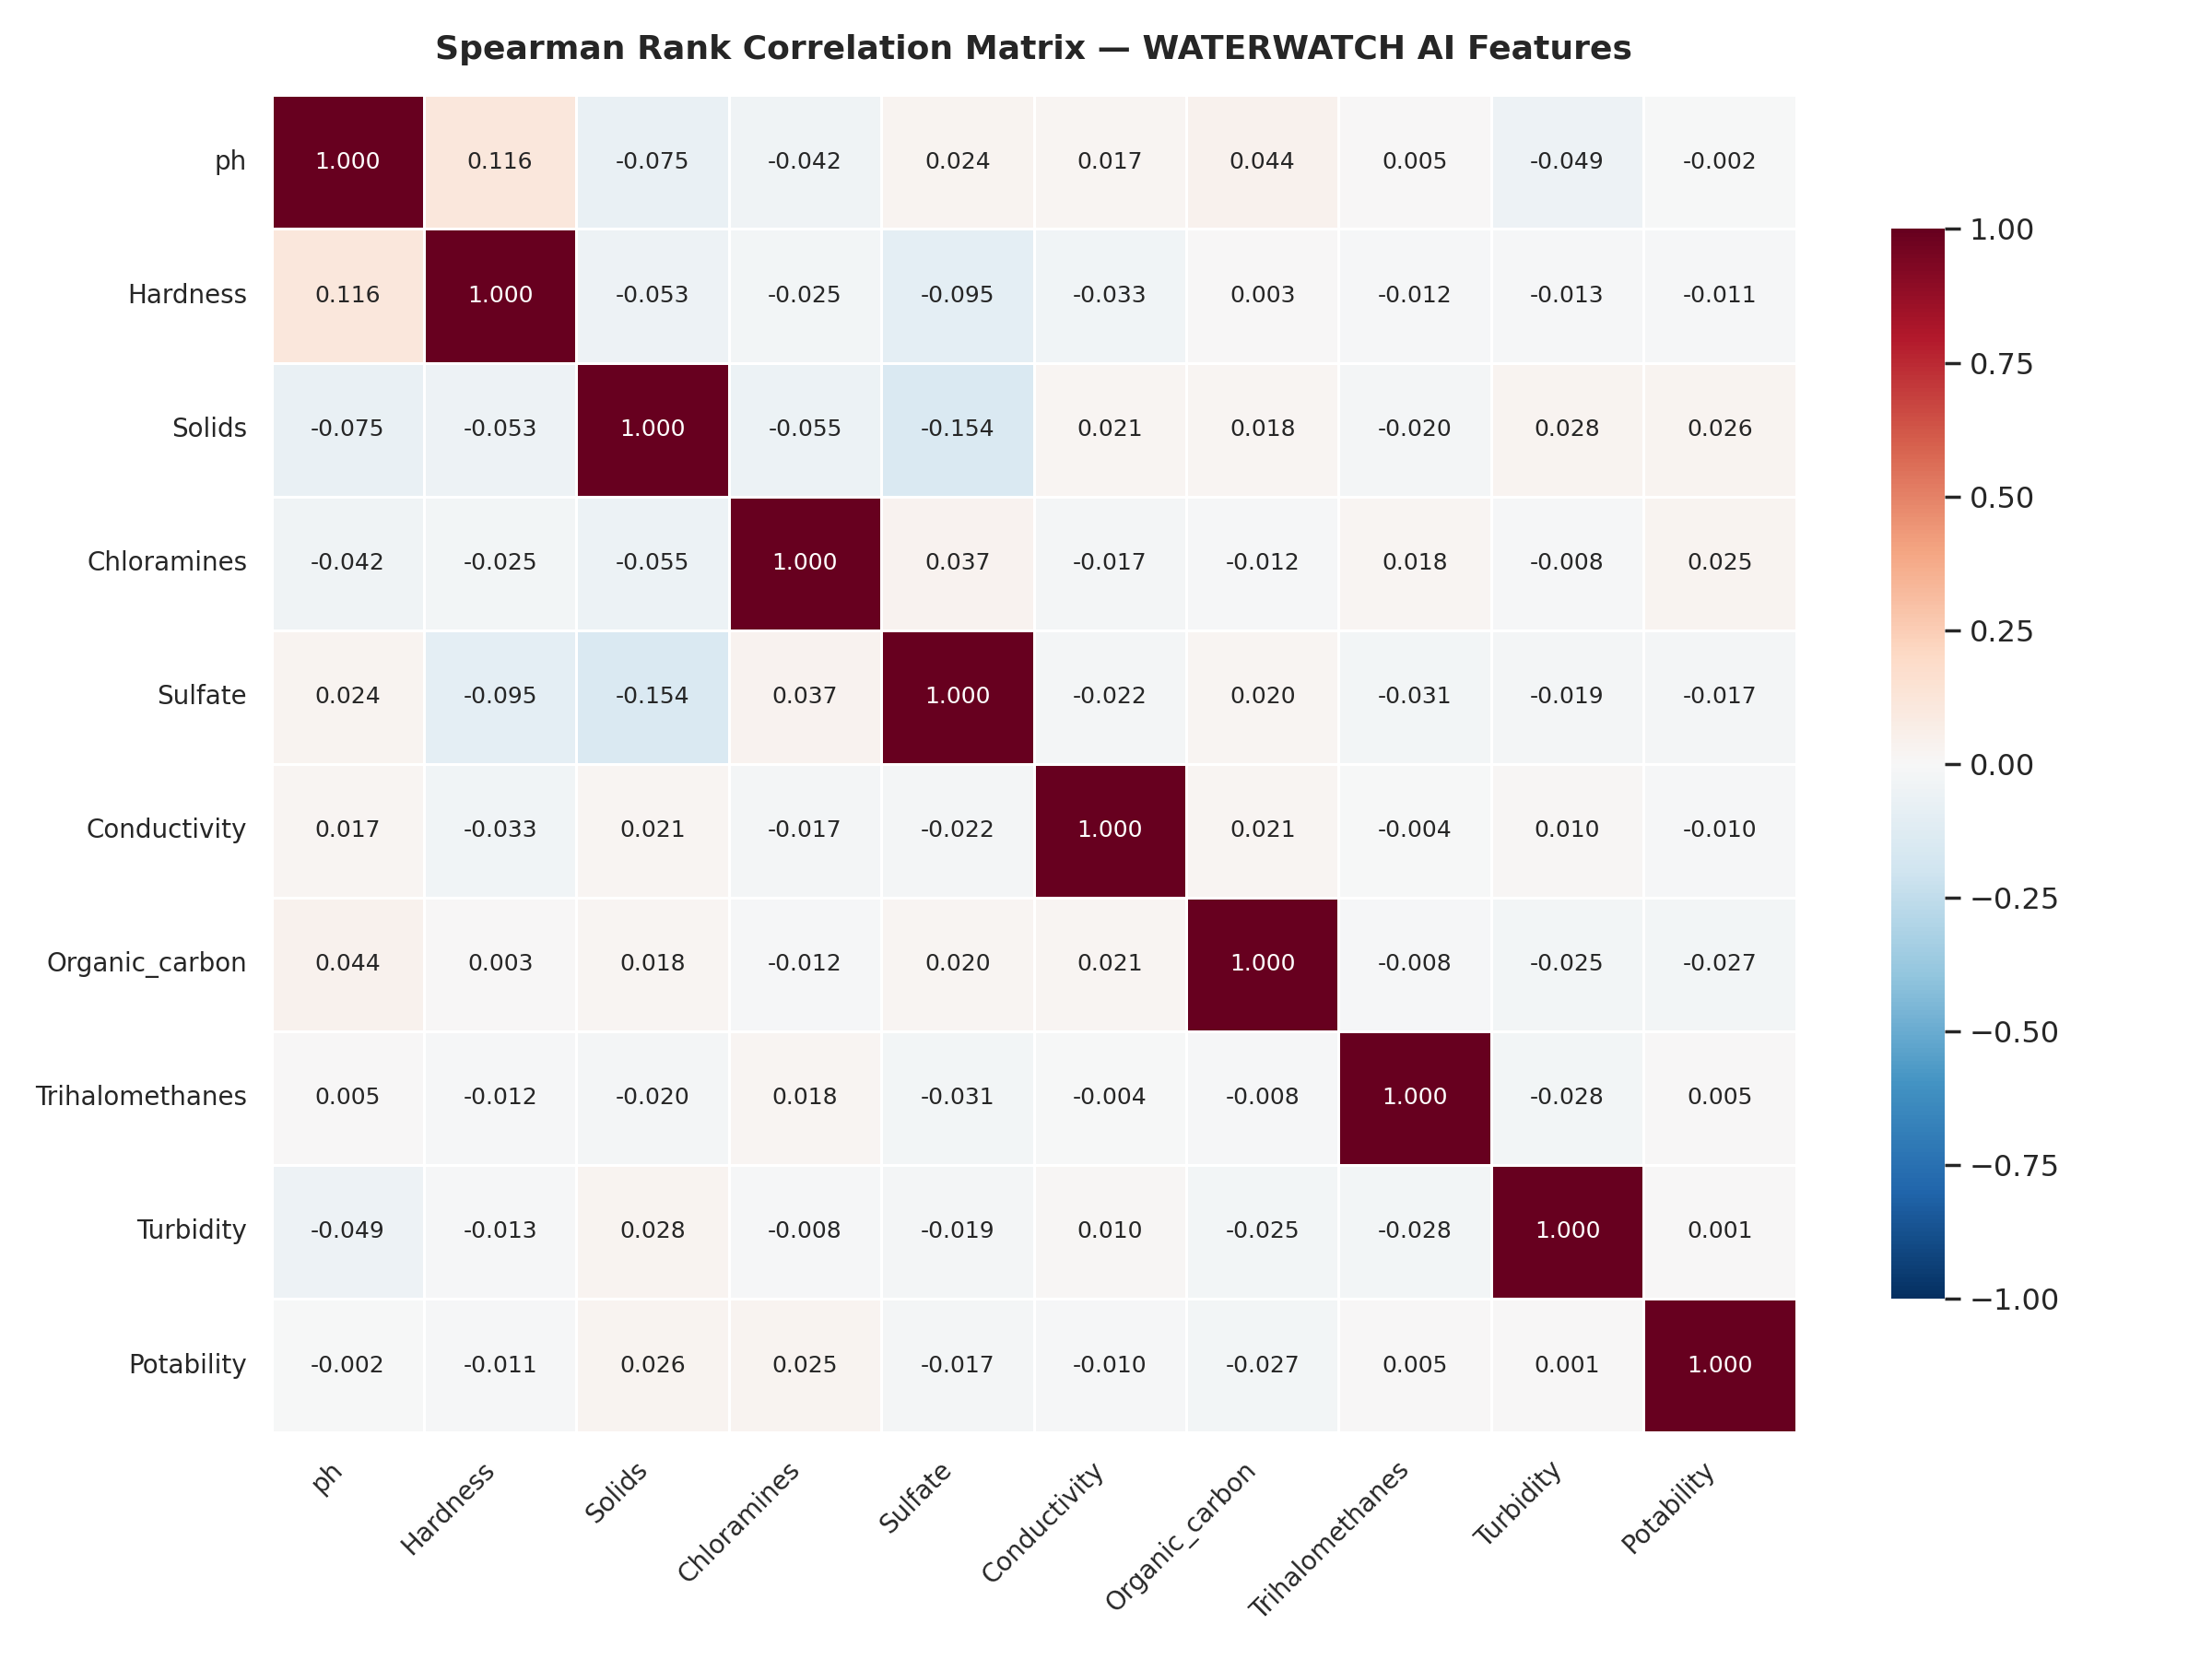 Spearman Rank Correlation Matrix — WATERWATCH AI Features
ph 1.000 0.116 -0.075 -0.042 0.024 0.017 0.044 0.005 -0.049 -0.002
Hardness 0.116 1.000 -0.053 -0.025 -0.095 -0.033 0.003 -0.012 -0.013 -0.011
Solids -0.075 -0.053 1.000 -0.055 -0.154 0.021 0.018 -0.020 0.028 0.026
Chloramines -0.042 -0.025 -0.055 1.000 0.037 -0.017 -0.012 0.018 -0.008 0.025
Sulfate 0.024 -0.095 -0.154 0.037 1.000 -0.022 0.020 -0.031 -0.019 -0.017
Conductivity 0.017 -0.033 0.021 -0.017 -0.022 1.000 0.021 -0.004 0.010 -0.010
Organic_carbon 0.044 0.003 0.018 -0.012 0.020 0.021 1.000 -0.008 -0.025 -0.027
Trihalomethanes 0.005 -0.012 -0.020 0.018 -0.031 -0.004 -0.008 1.000 -0.028 0.005
Turbidity -0.049 -0.013 0.028 -0.008 -0.019 0.010 -0.025 -0.028 1.000 0.001
Potability -0.002 -0.011 0.026 0.025 -0.017 -0.010 -0.027 0.005 0.001 1.000
ph Hardness Solids Chloramines Sulfate Conductivity Organic_carbon Trihalomethanes Turbidity Potability
1.00
0.75
0.50
0.25
0.00
−0.25
−0.50
−0.75
−1.00